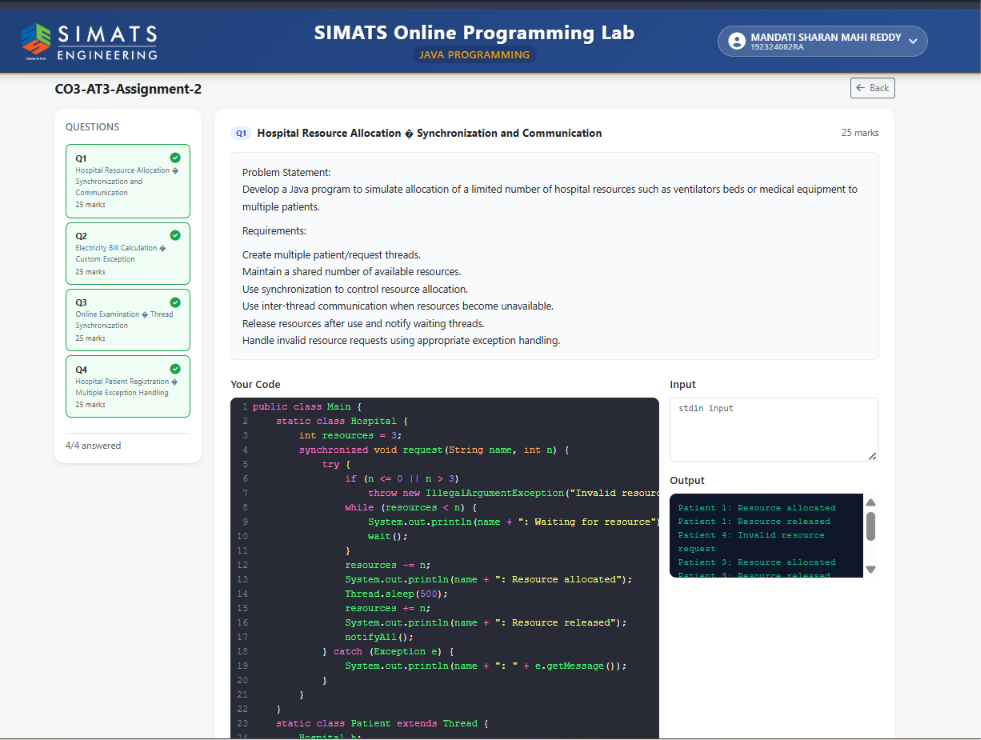 SIMATS
ENGINEERING
SIMATS Online Programming Lab
JAVA PROGRAMMING
MANDATI SHARAN MAHI REDDY
192324082RA
CO3-AT3-Assignment-2
← Back
QUESTIONS
Q1
Hospital Resource Allocation �
Synchronization and
Communication
25 marks
Q2
Electricity Bill Calculation �
Custom Exception
25 marks
Q3
Online Examination � Thread
Synchronization
25 marks
Q4
Hospital Patient Registration �
Multiple Exception Handling
25 marks
4/4 answered
Q1 Hospital Resource Allocation � Synchronization and Communication
25 marks
Problem Statement:
Develop a Java program to simulate allocation of a limited number of hospital resources such as ventilators beds or medical equipment to
multiple patients.
Requirements:
Create multiple patient/request threads.
Maintain a shared number of available resources.
Use synchronization to control resource allocation.
Use inter-thread communication when resources become unavailable.
Release resources after use and notify waiting threads.
Handle invalid resource requests using appropriate exception handling.
Your Code
1 public class Main {
2 static class Hospital {
3 int resources = 3;
4 synchronized void request(String name, int n) {
5 try {
6 if (n <= 0 || n > 3)
7 throw new IllegalArgumentException("Invalid resourc
8 while (resources < n) {
9 System.out.println(name + ": Waiting for resource")
10 wait();
11 }
12 resources -= n;
13 System.out.println(name + ": Resource allocated");
14 Thread.sleep(500);
15 resources += n;
16 System.out.println(name + ": Resource released");
17 notifyAll();
18 } catch (Exception e) {
19 System.out.println(name + ": " + e.getMessage());
20 }
21 }
22 }
23 static class Patient extends Thread {
24 Hospital h;
Input
stdin input
Output
Patient 1: Resource allocated
Patient 1: Resource released
Patient 4: Invalid resource
request
Patient 3: Resource allocated
Patient 3: Resource released